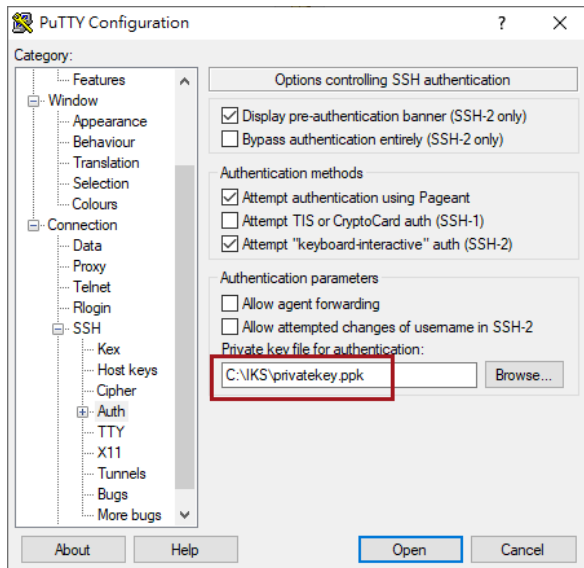 PuTTY Configuration
?
Category:
Features
Window
Appearance
Behaviour
Translation
Selection
Colours
Connection
Data
Proxy
Telnet
Rlogin
SSH
Kex
Host keys
Cipher
Auth
TTY
X11
Tunnels
Bugs
More bugs
Options controlling SSH authentication
Display pre-authentication banner (SSH-2 only)
Bypass authentication entirely (SSH-2 only)
Authentication methods
Attempt authentication using Pageant
Attempt TIS or CryptoCard auth (SSH-1)
Attempt "keyboard-interactive" auth (SSH-2)
Authentication parameters
Allow agent forwarding
Allow attempted changes of username in SSH-2
Private key file for authentication:
C:\IKS\privatekey.ppk
Browse...
About
Help
Open
Cancel